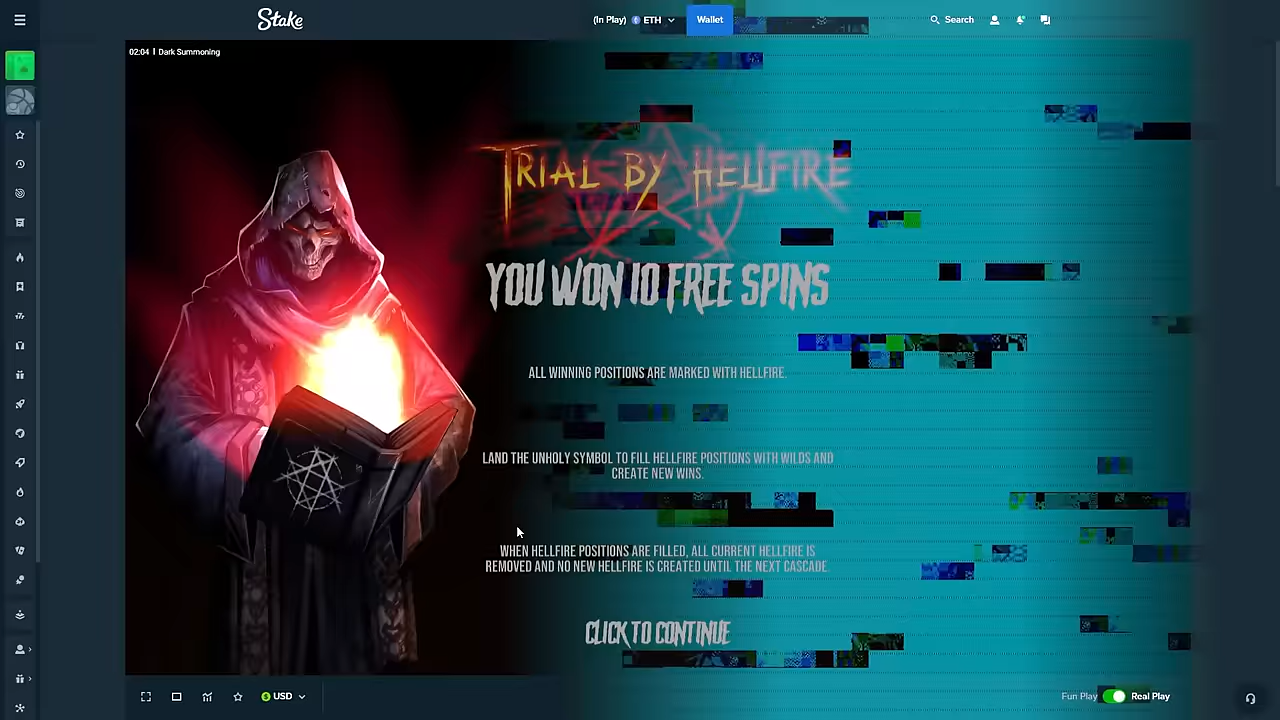 Stake
(In Play) ETH
Wallet
Search
02:04 | Dark Summoning
TRIAL BY HELLFIRE
YOU WON 10 FREE SPINS
ALL WINNING POSITIONS ARE MARKED WITH HELLFIRE.
LAND THE UNHOLY SYMBOL TO FILL HELLFIRE POSITIONS WITH WILDS AND
CREATE NEW WINS.
WHEN HELLFIRE POSITIONS ARE FILLED, ALL CURRENT HELLFIRE IS
REMOVED AND NO NEW HELLFIRE IS CREATED UNTIL THE NEXT CASCADE.
CLICK TO CONTINUE
USD
Fun Play
Real Play